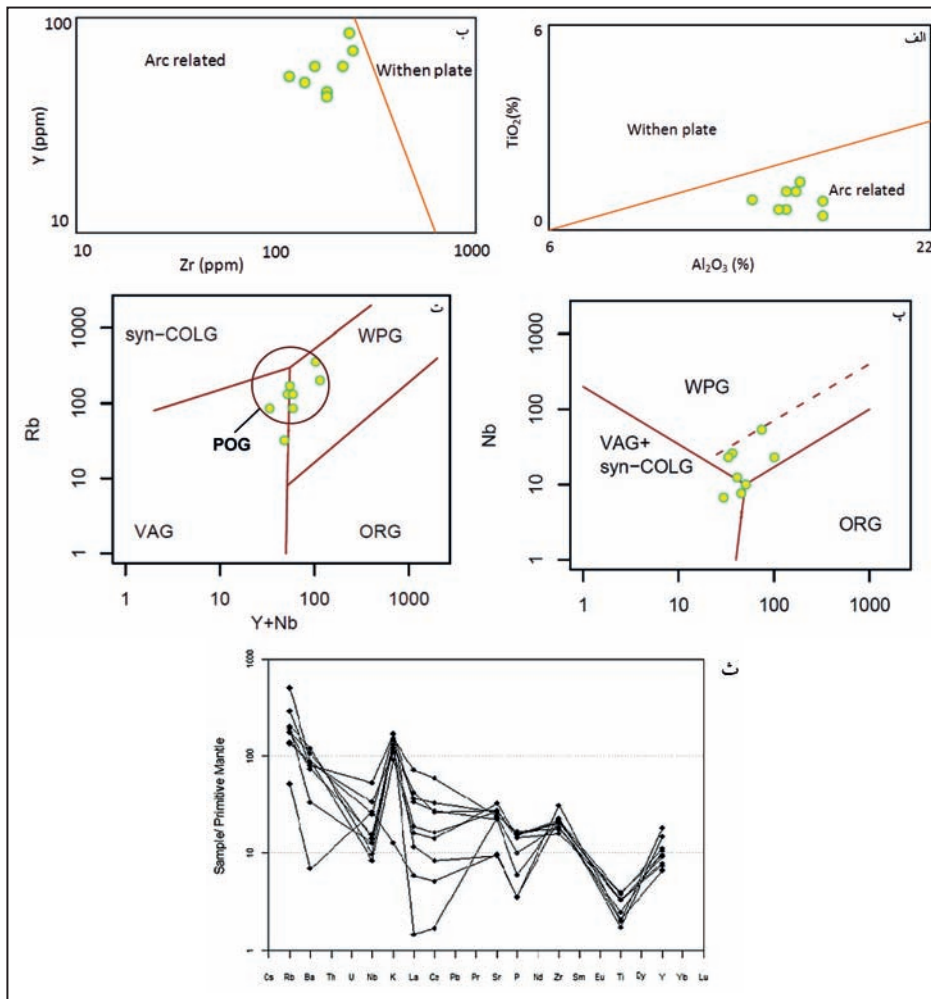 100
ب
Arc related
Withen plate
Y (ppm)
10
10
100
1000
Zr (ppm)
6
الف
TiO₂(%)
Withen plate
Arc related
0
6
22
Al₂O₃ (%)
ت
syn−COLG
WPG
POG
VAG
ORG
Rb
1
10
100
1000
1
10
100
1000
Y+Nb
WPG
VAG+
syn−COLG
ORG
Nb
1
10
100
1000
1
10
100
1000
ث
Sample/ Primitive Mantle
1
10
100
Cs Rb Ba Th U Nb K La Ce Pb Pr Sr P Nd Zr Sm Eu Ti Dy Y Yb Lu